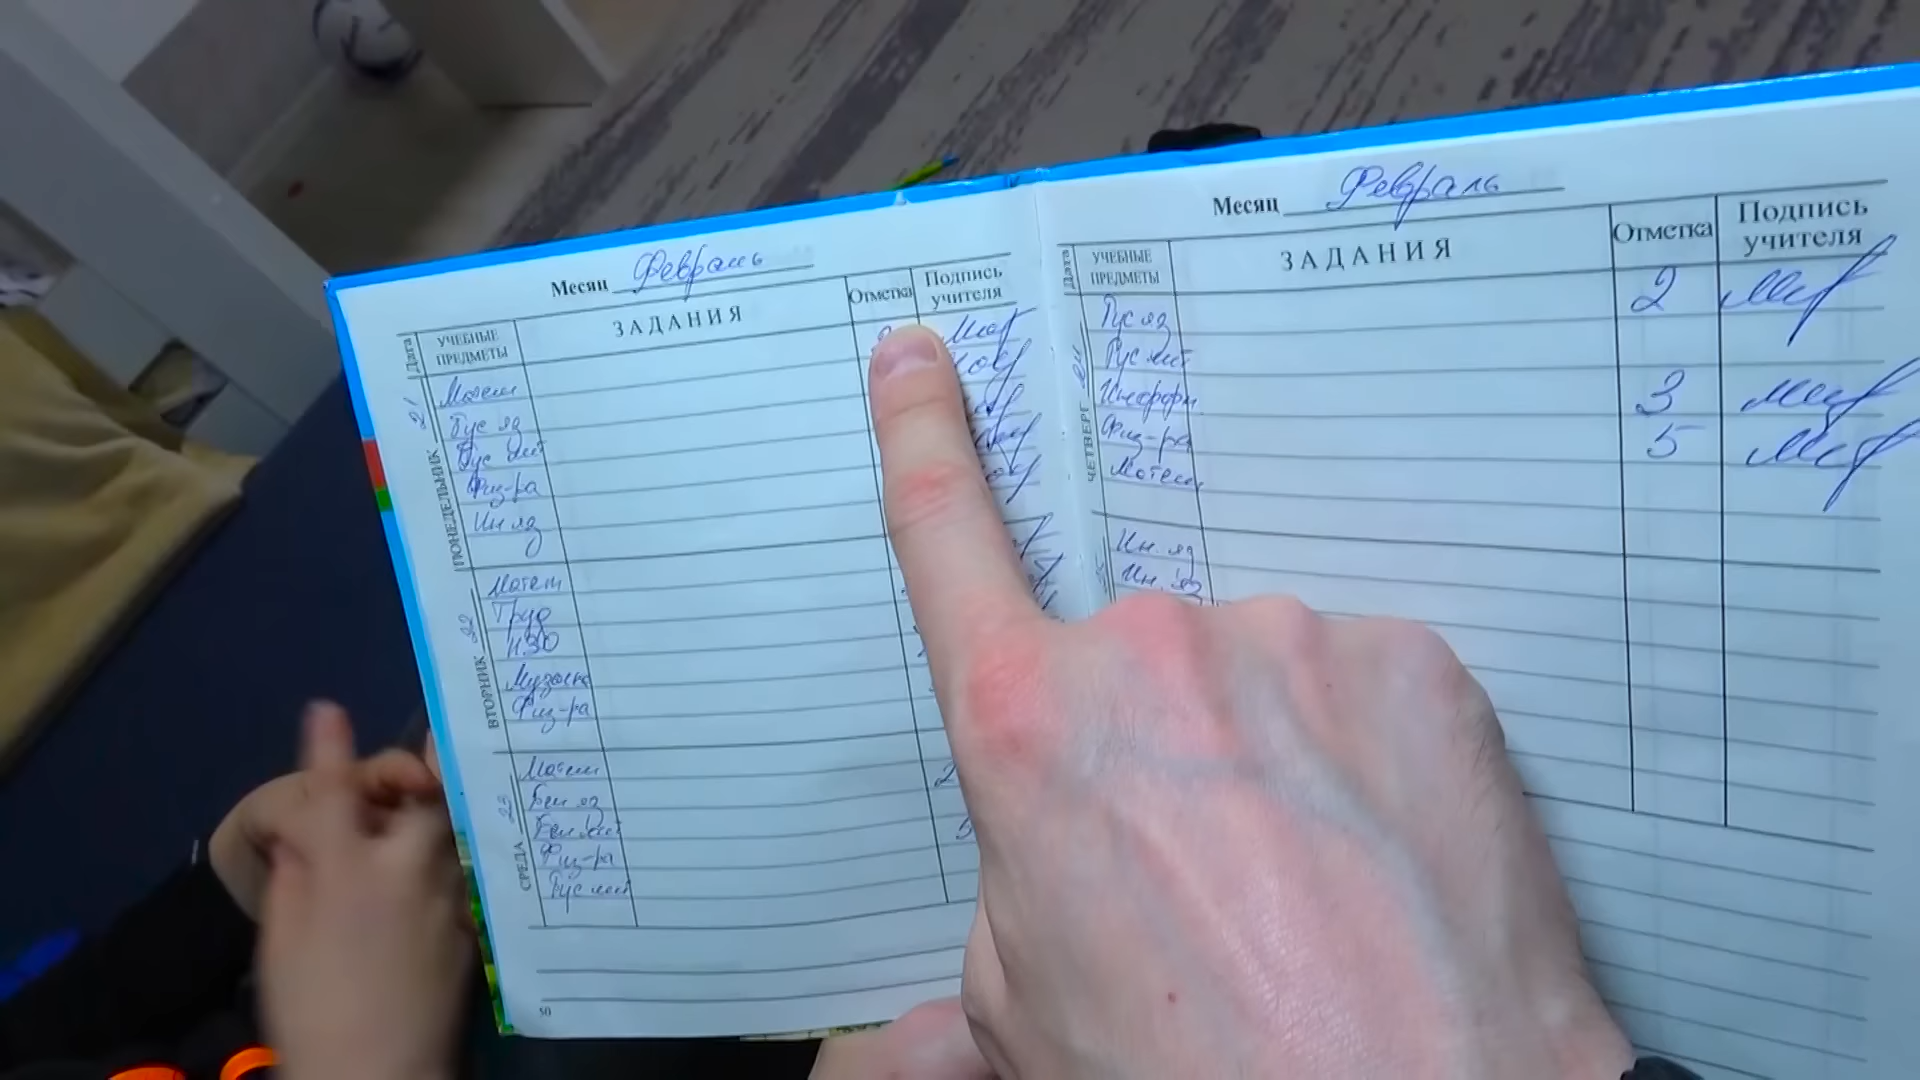 Месяц Февраль
Дата УЧЕБНЫЕ ПРЕДМЕТЫ ЗАДАНИЯ Отметка Подпись учителя
ПОНЕДЕЛЬНИК 21
Матем
Рус яз
Рус лит
Физ-ра
Ин яз
ВТОРНИК 22
Матем
Труд
ИЗО
Музыка
Физ-ра
СРЕДА 23
Матем 2
Бел яз
Бел лит 5
Физ-ра
Рус лит
50
Месяц Февраль
Дата УЧЕБНЫЕ ПРЕДМЕТЫ ЗАДАНИЯ Отметка Подпись учителя
ЧЕТВЕРГ 24
Рус яз 2
Рус лит
Информ 3
Физ-ра 5
Матем
Ин. яз
Ин. яз